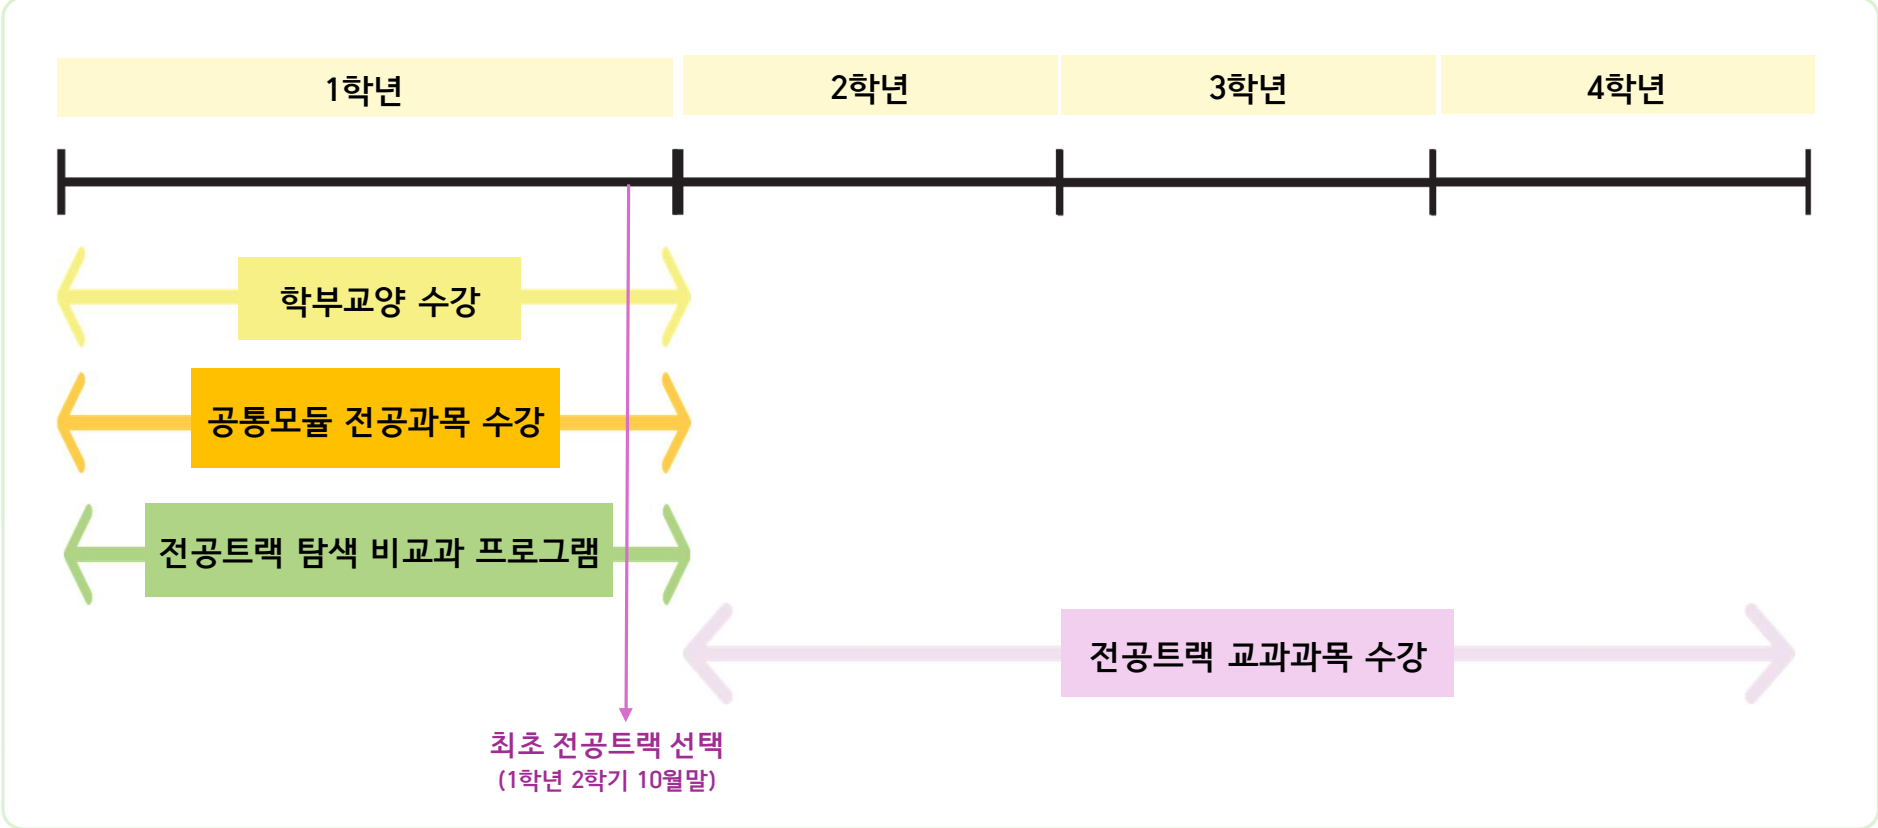 1학년
2학년
3학년
4학년
학부교양 수강
공통모듈 전공과목 수강
전공트랙 탐색 비교과 프로그램
전공트랙 교과과목 수강
최초 전공트랙 선택
(1학년 2학기 10월말)